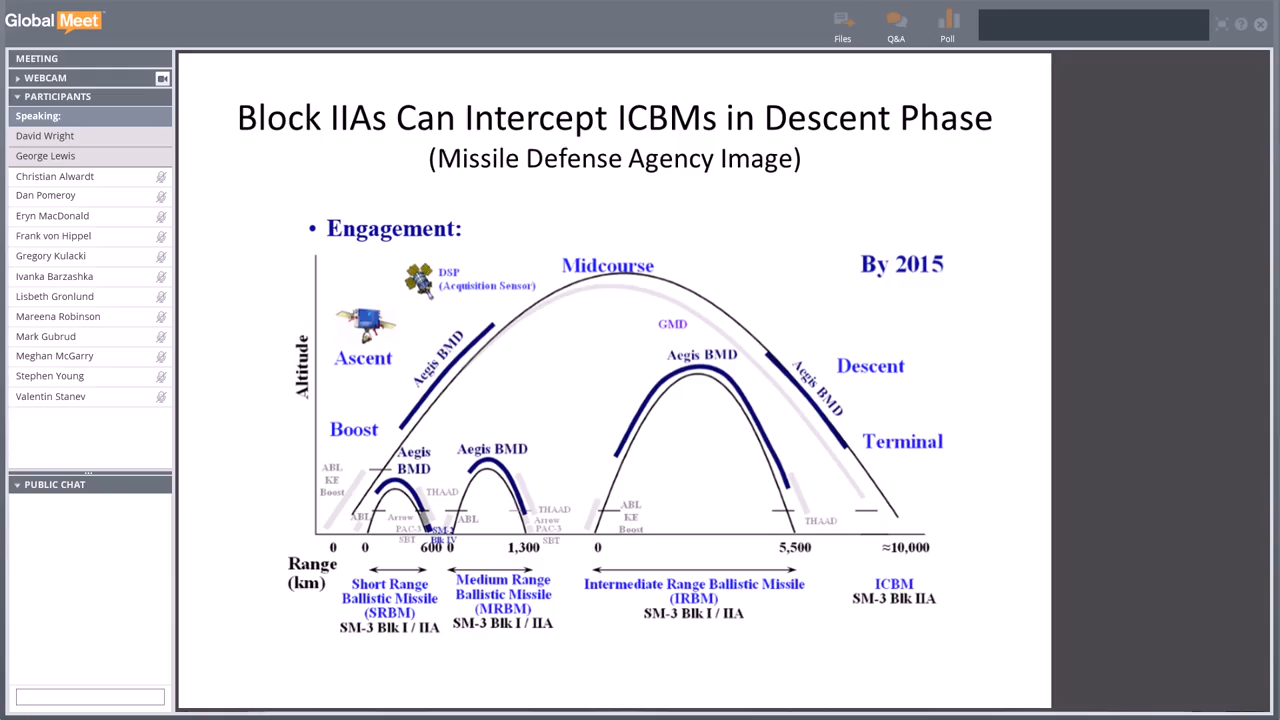 Global Meet
Files
Q&A
Poll
MEETING
WEBCAM
PARTICIPANTS
Speaking:
David Wright
George Lewis
Christian Alwardt
Dan Pomeroy
Eryn MacDonald
Frank von Hippel
Gregory Kulacki
Ivanka Barzashka
Lisbeth Gronlund
Mareena Robinson
Mark Gubrud
Meghan McGarry
Stephen Young
Valentin Stanev
PUBLIC CHAT
Block IIAs Can Intercept ICBMs in Descent Phase
(Missile Defense Agency Image)
• Engagement:
By 2015
Midcourse
DSP
(Acquisition Sensor)
GMD
Ascent
Aegis BMD
Aegis BMD
Aegis BMD
Descent
Altitude
Boost
Terminal
Aegis
BMD
Aegis BMD
ABL
KE
Boost
THAAD
ABL
Arrow
PAC-3
SBT
SM-2
Blk IV
ABL
THAAD
Arrow
PAC-3
SBT
ABL
KE
Boost
THAAD
0 0 600 0 1,300 0 5,500 ≈10,000
Range
(km)
Short Range
Ballistic Missile
(SRBM)
SM-3 Blk I / IIA
Medium Range
Ballistic Missile
(MRBM)
SM-3 Blk I / IIA
Intermediate Range Ballistic Missile
(IRBM)
SM-3 Blk I / IIA
ICBM
SM-3 Blk IIA